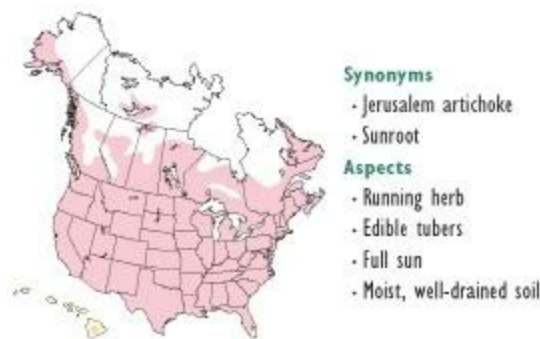 Synonyms
· Jerusalem artichoke
· Sunroot
Aspects
· Running herb
· Edible tubers
· Full sun
· Moist, well-drained soil